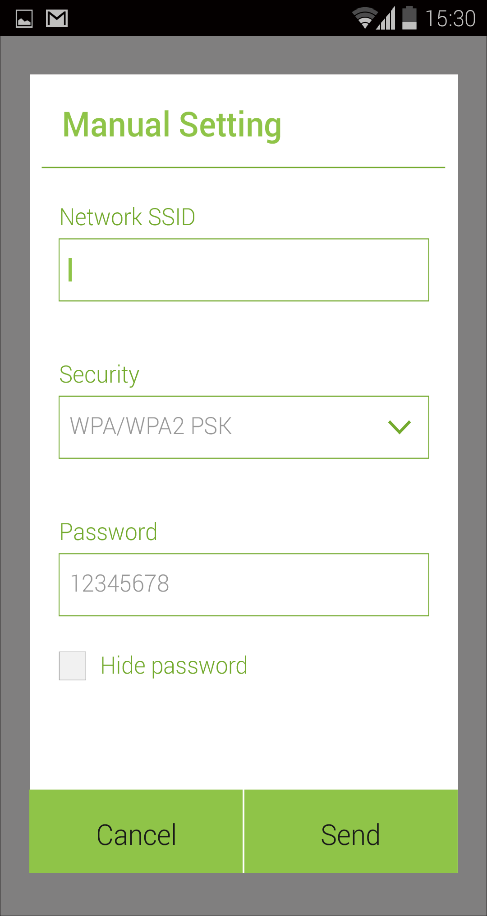 15:30
Manual Setting
Network SSID
Security
WPA/WPA2 PSK
Password
12345678
Hide password
Cancel Send